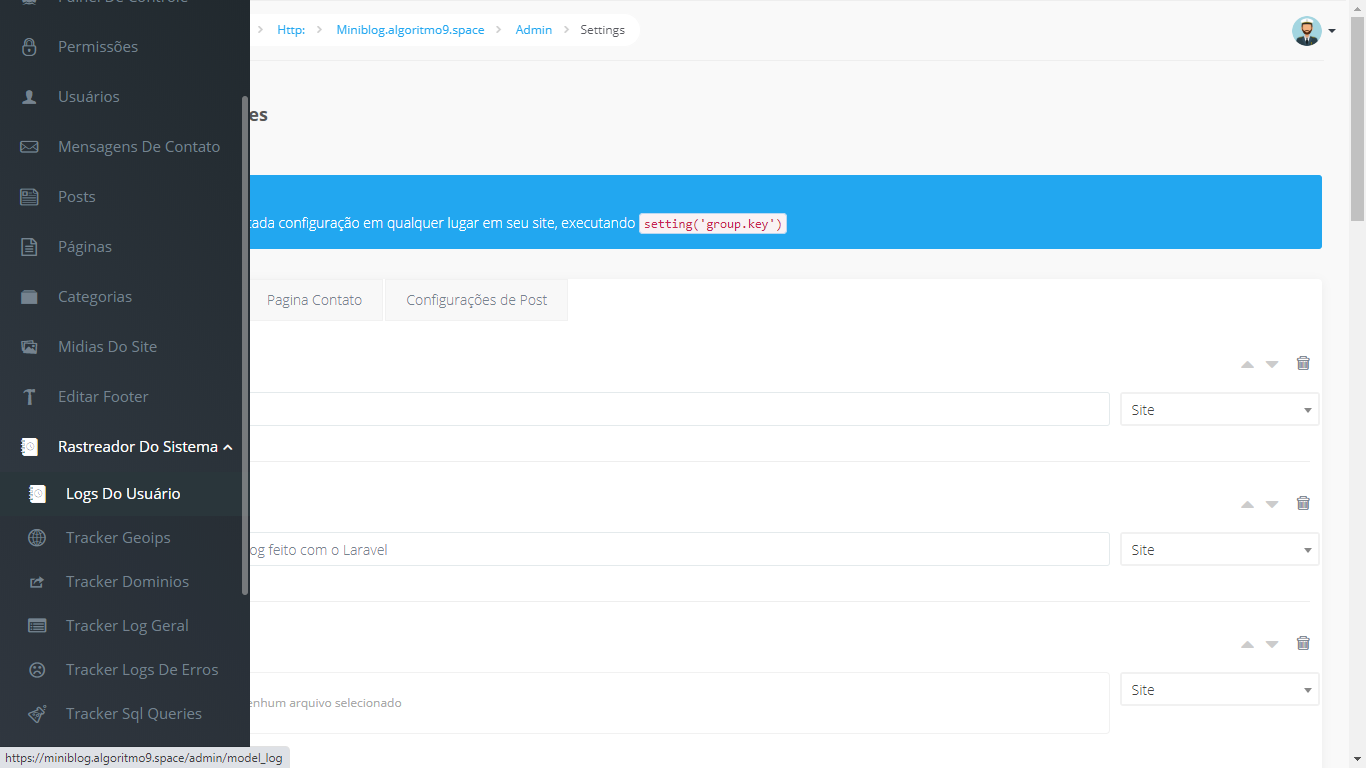 Painel De Controle
Http: Miniblog.algoritmo9.space Admin Settings
Permissões
Usuários
es
Mensagens De Contato
Posts
cada configuração em qualquer lugar em seu site, executando setting('group.key')
Páginas
Categorias
Pagina Contato Configurações de Post
Midias Do Site
Editar Footer
Site
Rastreador Do Sistema
Logs Do Usuário
Tracker Geoips
og feito com o Laravel Site
Tracker Dominios
Tracker Log Geral
Tracker Logs De Erros
Site
enhum arquivo selecionado
Tracker Sql Queries
https://miniblog.algoritmo9.space/admin/model_log